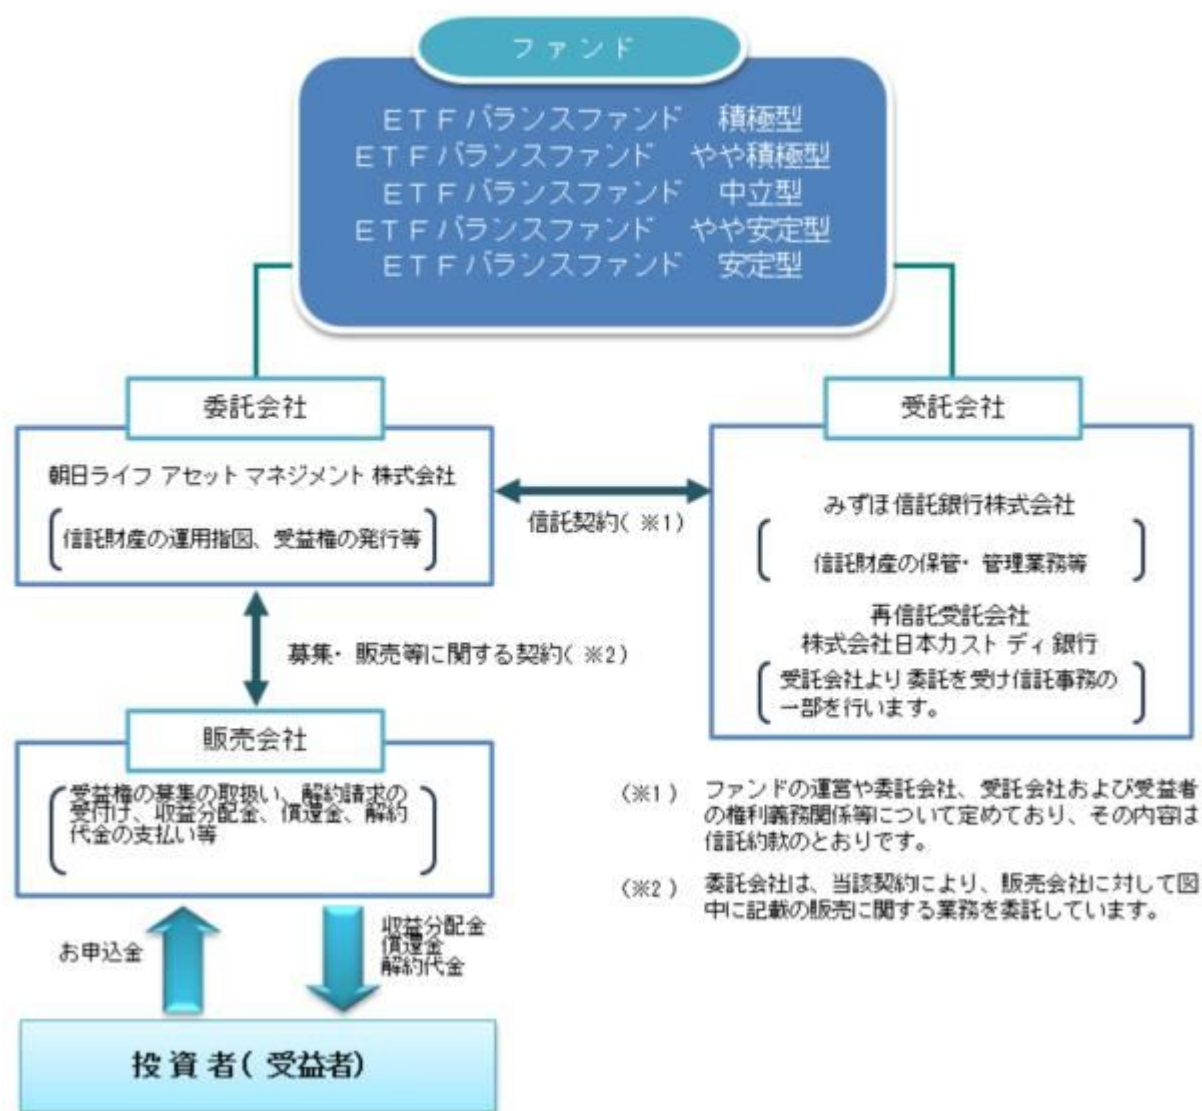 ファンド
ETFバランスファンド 積極型
ETFバランスファンド やや積極型
ETFバランスファンド 中立型
ETFバランスファンド やや安定型
ETFバランスファンド 安定型
委託会社
朝日ライフ アセット マネジメント 株式会社
信託財産の運用指図、受益権の発行等
信託契約(※1)
受託会社
みずほ信託銀行株式会社
信託財産の保管・管理業務等
再信託受託会社
株式会社日本カストディ銀行
受託会社より委託を受け信託事務の
一部を行います。
募集・販売等に関する契約(※2)
販売会社
受益権の募集の取扱い、解約請求の
受付け、収益分配金、償還金、解約
代金の支払い等
お申込金
収益分配金
償還金
解約代金
投資者(受益者)
(※1) ファンドの運営や委託会社、受託会社および受益者
の権利義務関係等について定めており、その内容は
信託約款のとおりです。
(※2) 委託会社は、当該契約により、販売会社に対して図
中に記載の販売に関する業務を委託しています。